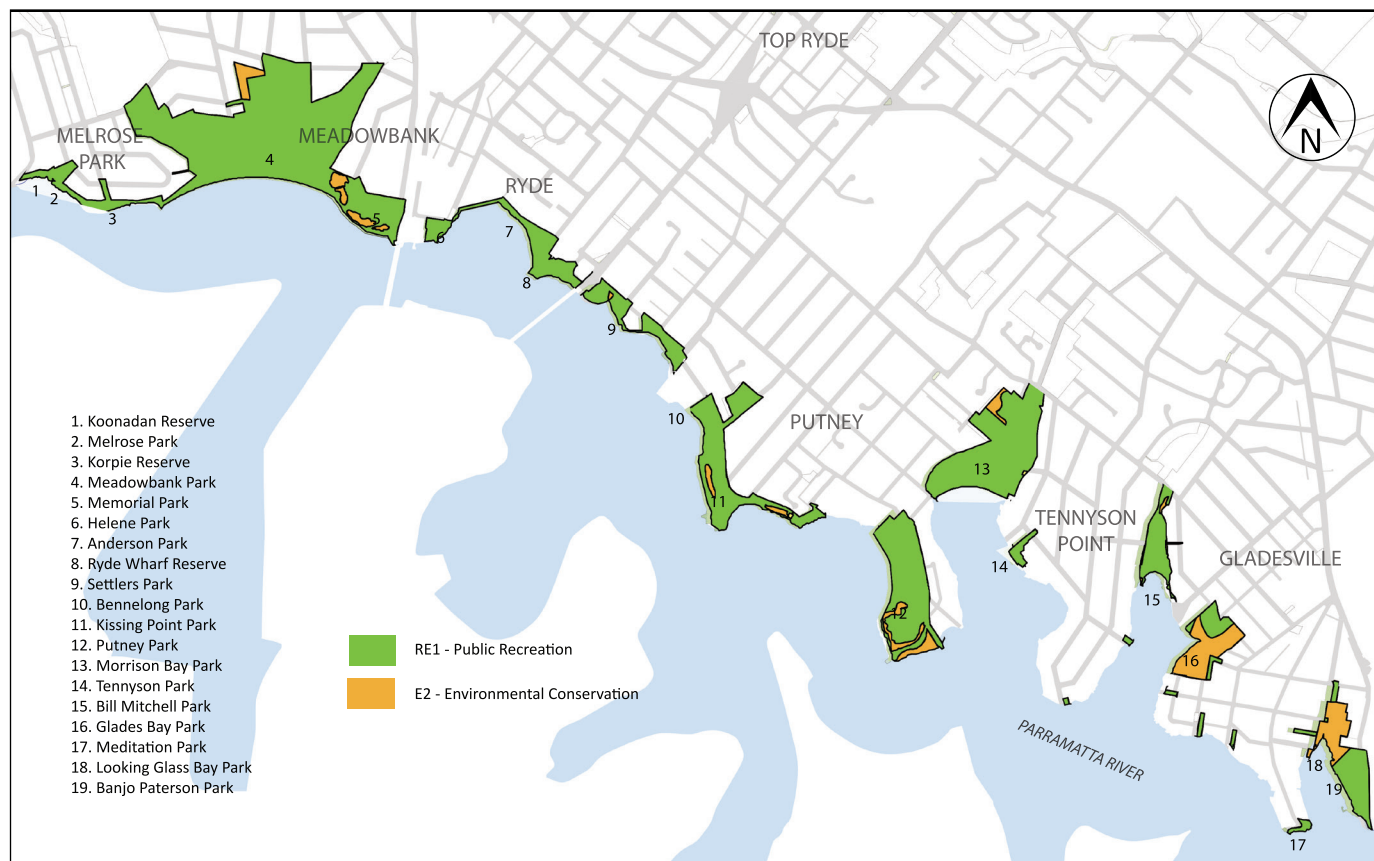 TOP RYDE
N
MELROSE
PARK
MEADOWBANK
4
1
2
3
RYDE
5
6
7
8
9
10
PUTNEY
11
12
13
TENNYSON
POINT
14
GLADESVILLE
15
16
PARRAMATTA RIVER
18
19
17
1. Koonadan Reserve
2. Melrose Park
3. Korpie Reserve
4. Meadowbank Park
5. Memorial Park
6. Helene Park
7. Anderson Park
8. Ryde Wharf Reserve
9. Settlers Park
10. Bennelong Park
11. Kissing Point Park
12. Putney Park
13. Morrison Bay Park
14. Tennyson Park
15. Bill Mitchell Park
16. Glades Bay Park
17. Meditation Park
18. Looking Glass Bay Park
19. Banjo Paterson Park
RE1 - Public Recreation
E2 - Environmental Conservation